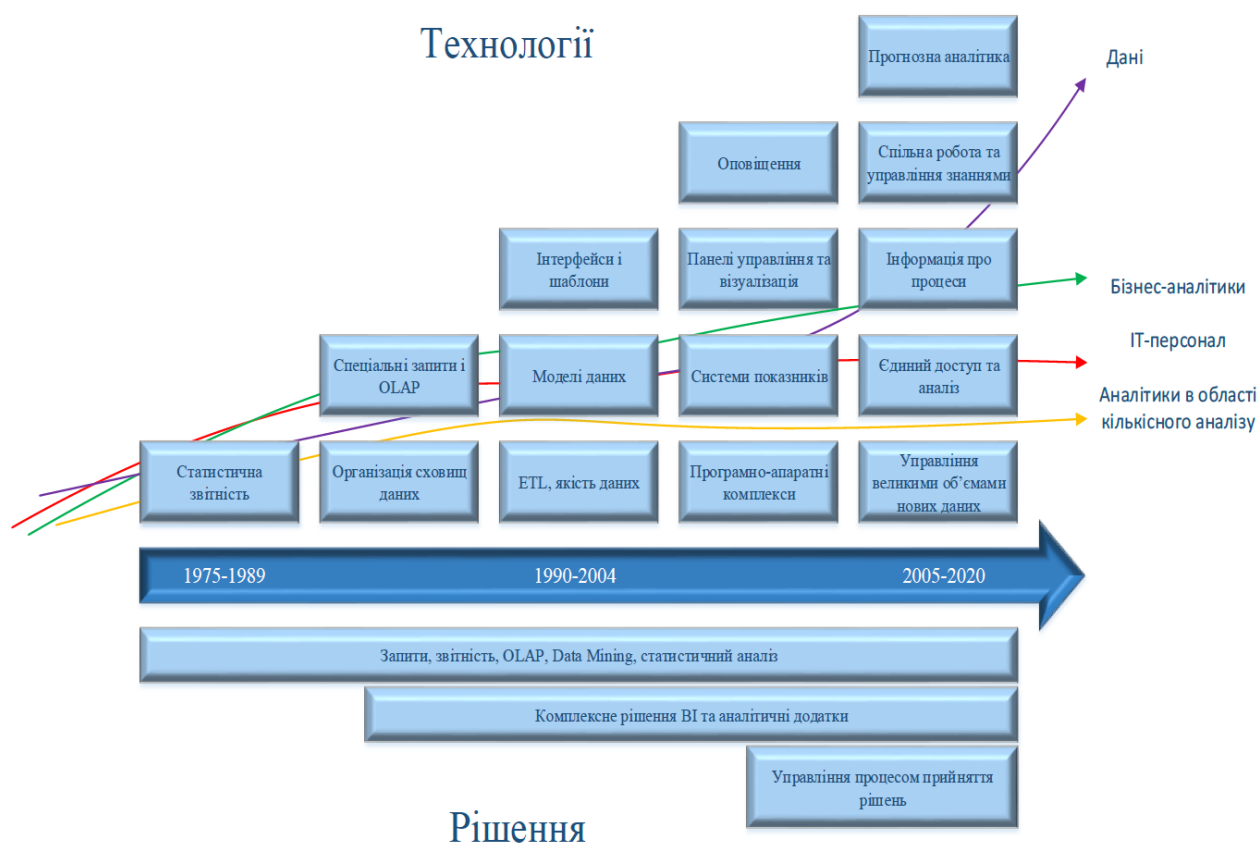 Технології
Прогнозна аналітика
Дані
Оповіщення
Спільна робота та
управління знаннями
Інтерфейси і
шаблони
Панелі управління та
візуалізація
Інформація про
процеси
Бізнес-аналітики
ІТ-персонал
Спеціальні запити і
OLAP
Моделі даних
Системи показників
Єдиний доступ та
аналіз
Аналітики в області
кількісного аналізу
Статистична
звітність
Організація сховищ
даних
ETL, якість даних
Програмно-апаратні
комплекси
Управління
великими об’ємами
нових даних
1975-1989
1990-2004
2005-2020
Запити, звітність, OLAP, Data Mining, статистичний аналіз
Комплексне рішення BI та аналітичні додатки
Управління процесом прийняття
рішень
Рішення